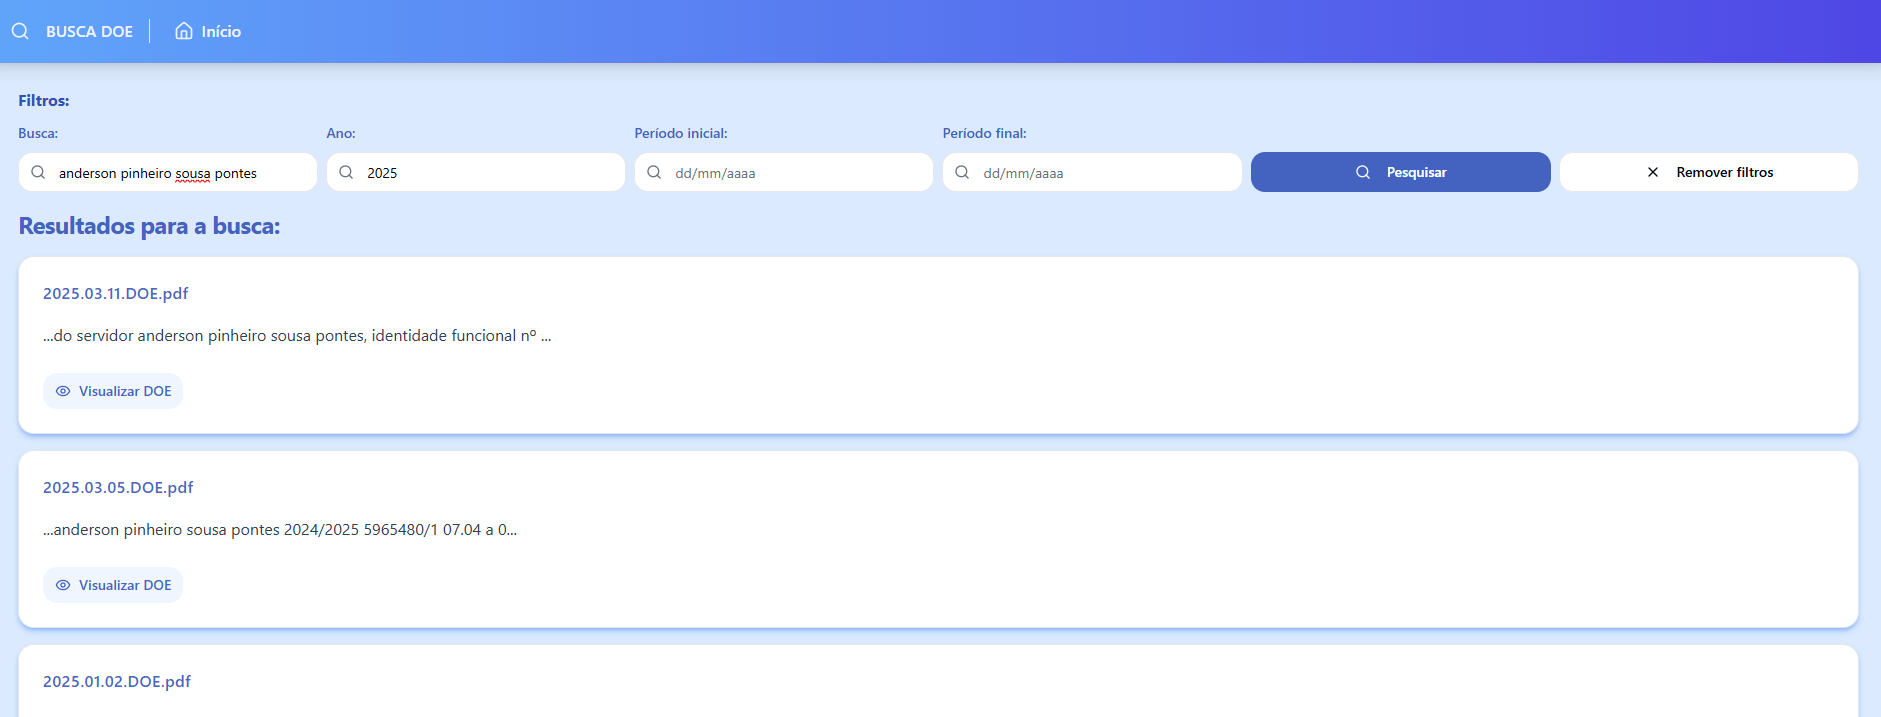 BUSCA DOE
Início
Filtros:
Busca:
Ano:
Período inicial:
Período final:
anderson pinheiro sousa pontes
2025
dd/mm/aaaa
dd/mm/aaaa
Pesquisar
Remover filtros
Resultados para a busca:
2025.03.11.DOE.pdf
...do servidor anderson pinheiro sousa pontes, identidade funcional nº ...
Visualizar DOE
2025.03.05.DOE.pdf
...anderson pinheiro sousa pontes 2024/2025 5965480/1 07.04 a 0...
Visualizar DOE
2025.01.02.DOE.pdf